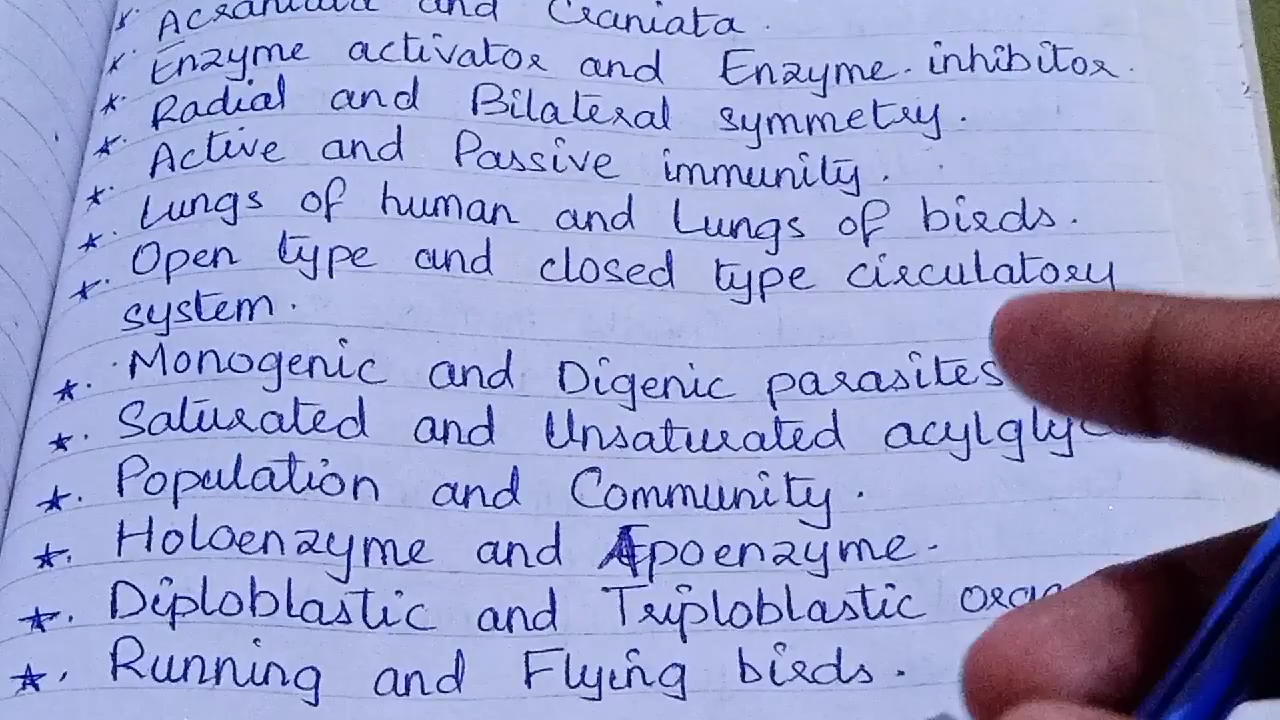 and Craniata.
* Enzyme activator and Enzyme inhibitor.
* Radial and Bilateral symmetry.
* Active and Passive immunity.
* Lungs of human and Lungs of birds.
* Open type and closed type circulatory
system.
* Monogenic and Digenic parasites
* Saturated and Unsaturated
* Population and Community.
* Holoenzyme and Apoenzyme.
* Diploblastic and Triploblastic
* Running and Flying birds.